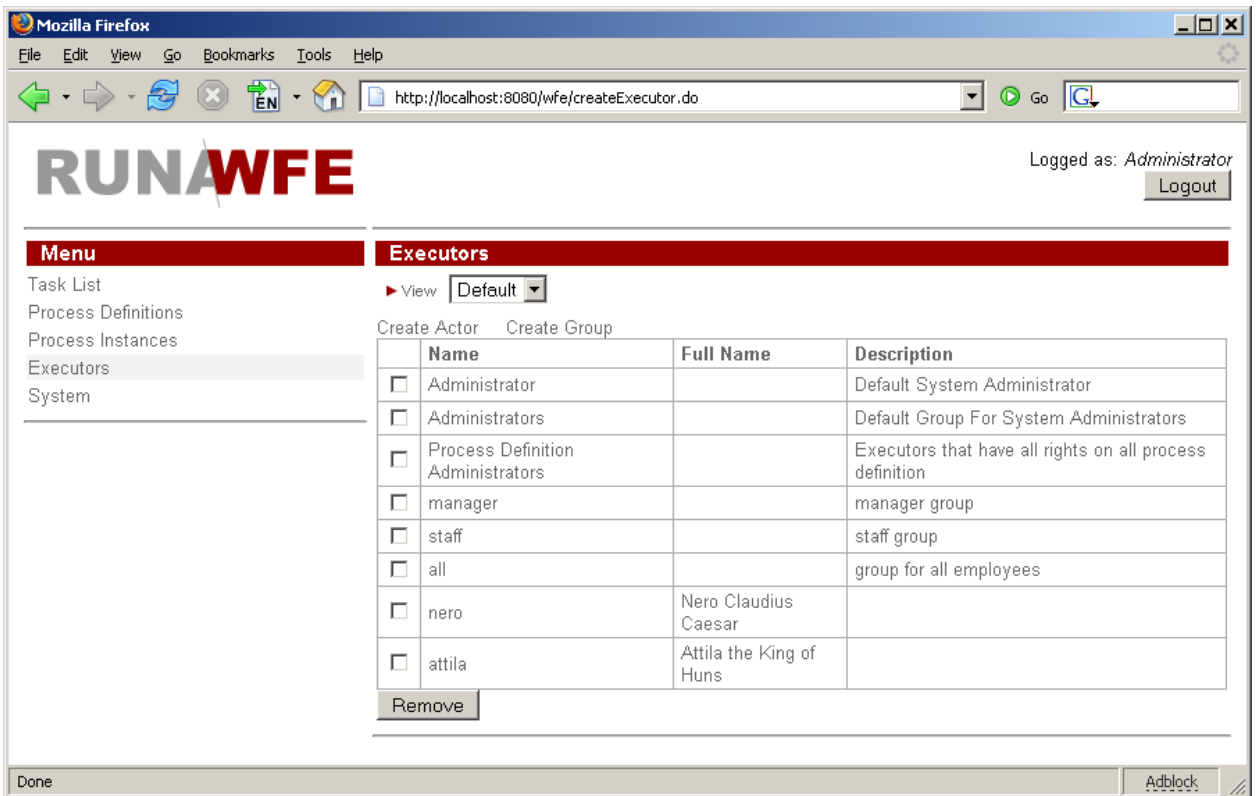 Mozilla Firefox
File Edit View Go Bookmarks Tools Help
EN http://localhost:8080/wfe/createExecutor.do Go G
RUNAWFE
Logged as: Administrator
Logout
Menu
Task List
Process Definitions
Process Instances
Executors
System
Executors
View Default
Create Actor Create Group
Name Full Name Description
Administrator Default System Administrator
Administrators Default Group For System Administrators
Process Definition Executors that have all rights on all process
Administrators definition
manager manager group
staff staff group
all group for all employees
nero Nero Claudius
Caesar
attila Attila the King of
Huns
Remove
Done Adblock